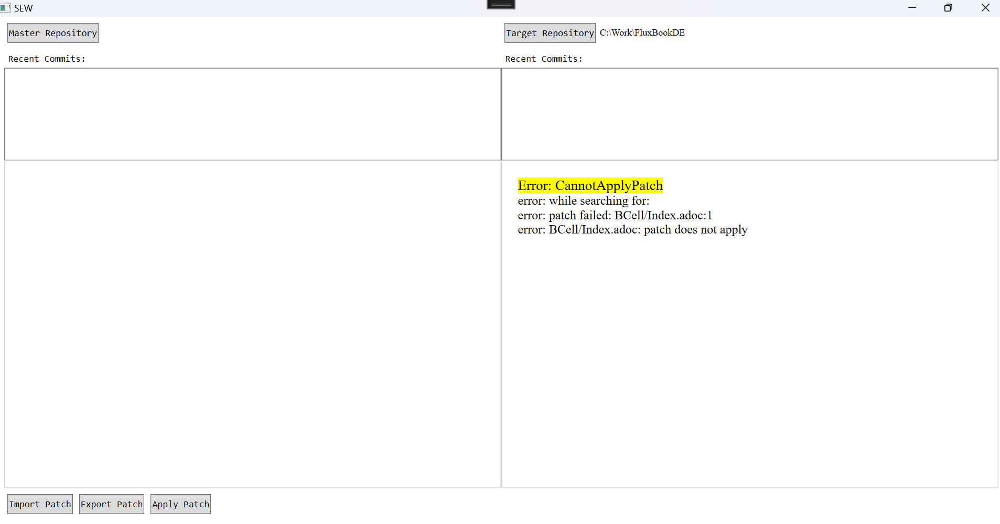 SEW
Master Repository
Target Repository C:\Work\FluxBookDE
Recent Commits:
Recent Commits:
Error: CannotApplyPatch
error: while searching for:
error: patch failed: BCell/Index.adoc:1
error: BCell/Index.adoc: patch does not apply
Import Patch Export Patch Apply Patch